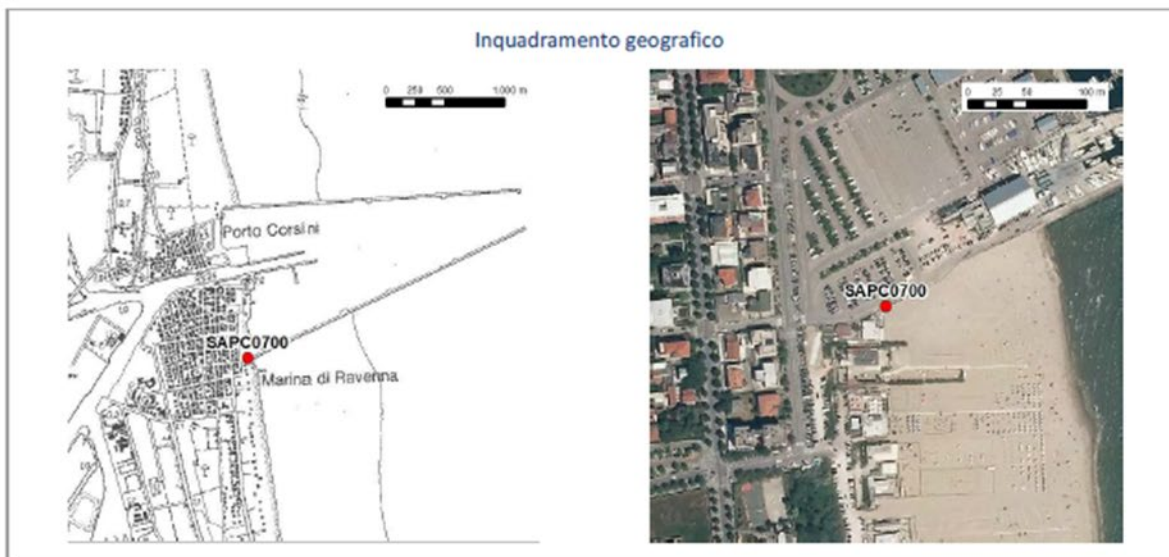 Inquadramento geografico
0 250 500 1.000 m
Porto Corsini
SAPC0700
Marina di Ravenna
0 25 50 100 m
SAPC0700